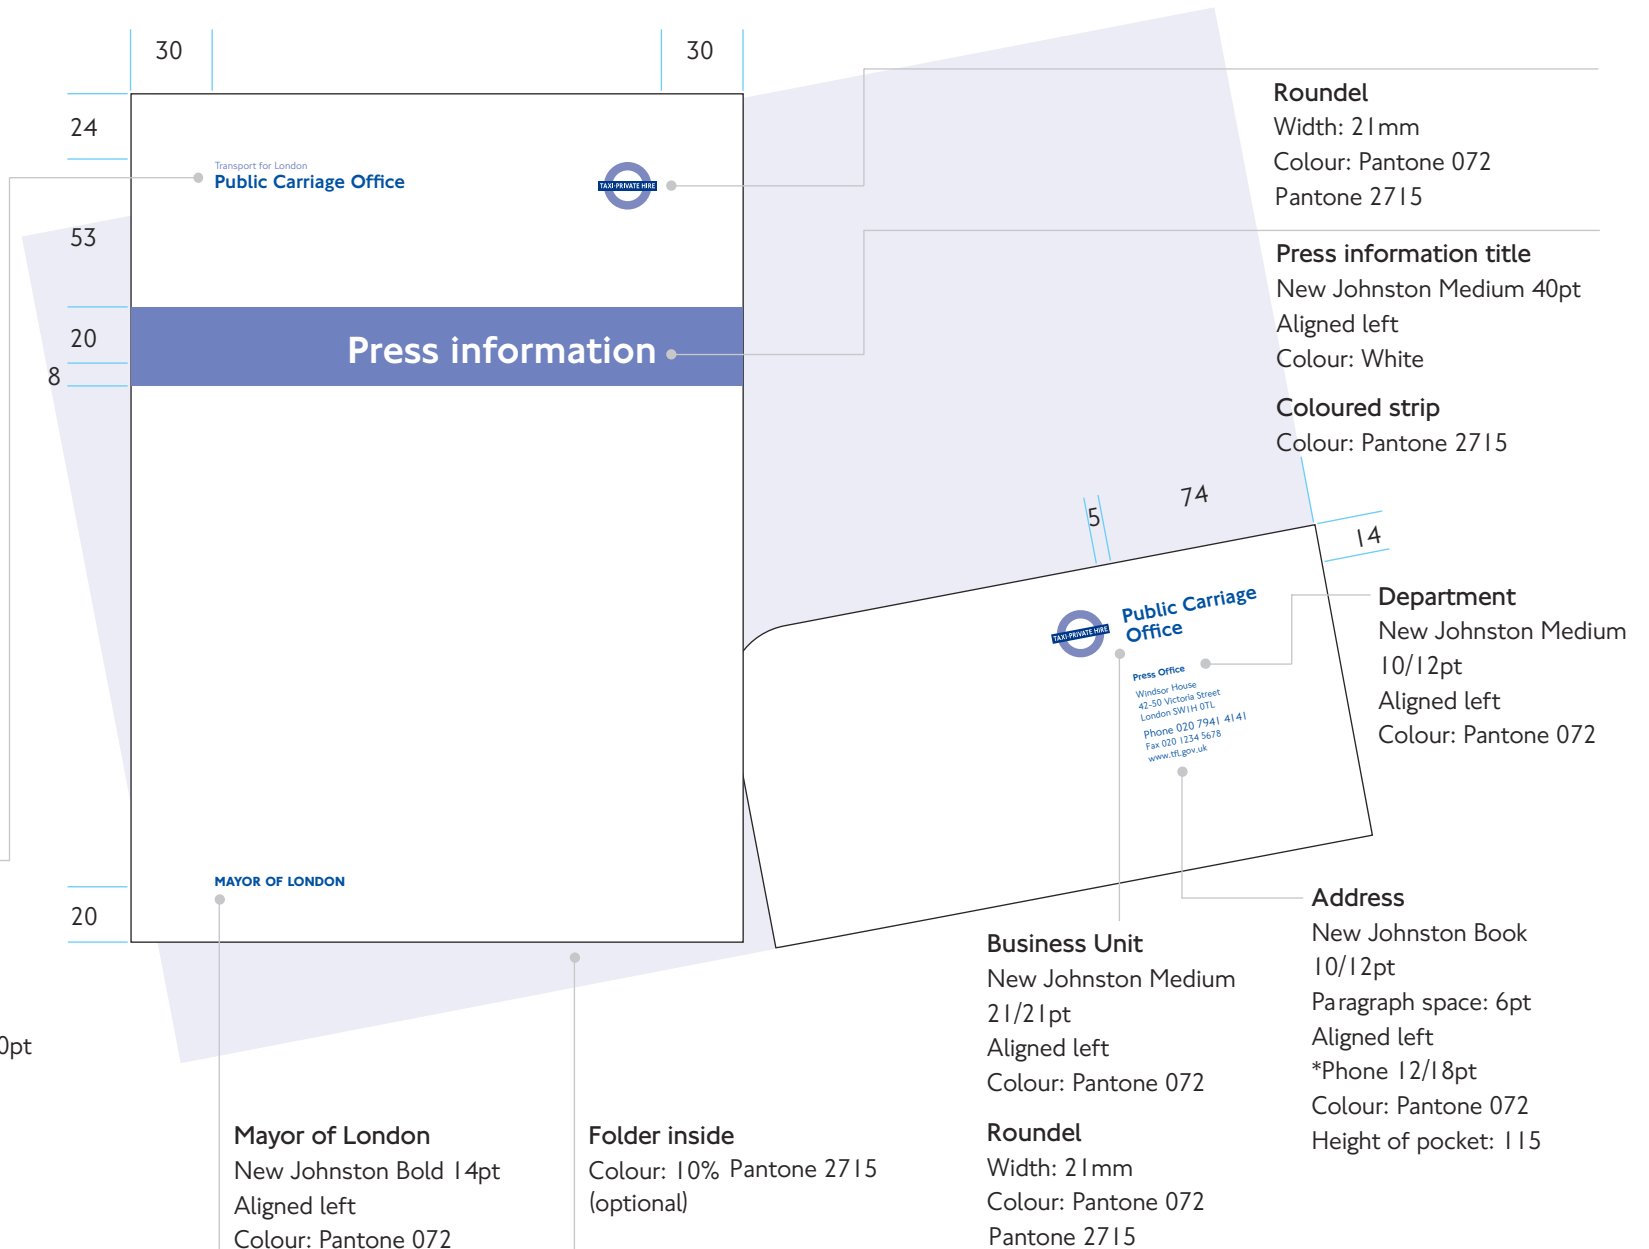 30
30
24
53
20
8
20
Transport for London
Public Carriage Office
TAXI·PRIVATE HIRE
Press information
MAYOR OF LONDON
Roundel
Width: 21mm
Colour: Pantone 072
Pantone 2715
Press information title
New Johnston Medium 40pt
Aligned left
Colour: White
Coloured strip
Colour: Pantone 2715
5
74
14
TAXI·PRIVATE HIRE
Public Carriage
Office
Press Office
Windsor House
42-50 Victoria Street
London SW1H 0TL
Phone 020 7941 4141
Fax 020 1234 5678
www.tfl.gov.uk
Department
New Johnston Medium
10/12pt
Aligned left
Colour: Pantone 072
Address
New Johnston Book
10/12pt
Paragraph space: 6pt
Aligned left
*Phone 12/18pt
Colour: Pantone 072
Height of pocket: 115
Business Unit
New Johnston Medium
21/21pt
Aligned left
Colour: Pantone 072
Roundel
Width: 21mm
Colour: Pantone 072
Pantone 2715
0pt
Mayor of London
New Johnston Bold 14pt
Aligned left
Colour: Pantone 072
Folder inside
Colour: 10% Pantone 2715
(optional)